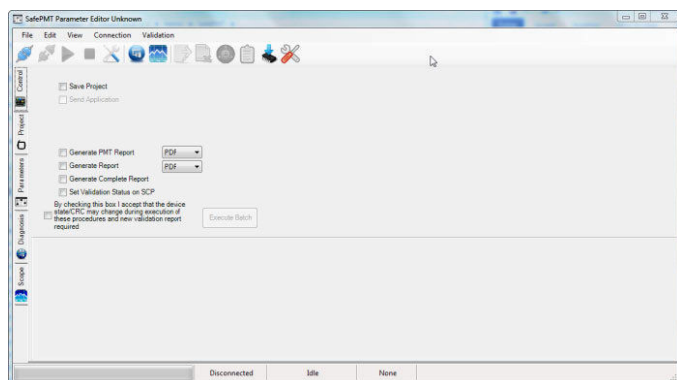 SafePMT Parameter Editor Unknown
File Edit View Connection Validation
Control
Save Project
Send Application
Project
Generate PMT Report PDF
Generate Report PDF
Parameters
Generate Complete Report
Set Validation Status on SCP
By checking this box I accept that the device
state/CRC may change during execution of
these procedures and new validation report
required
Execute Batch
Diagnosis
Scope
Disconnected Idle None